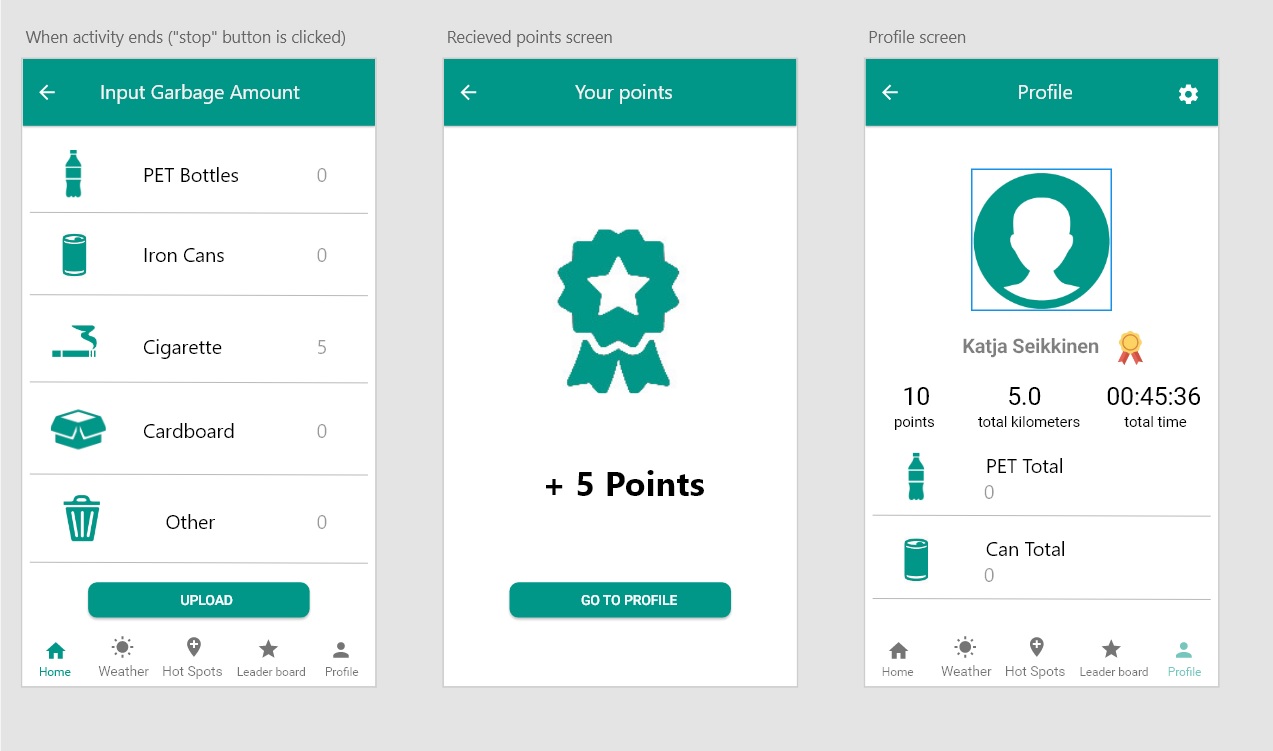 When activity ends ("stop" button is clicked)
Input Garbage Amount
PET Bottles 0
Iron Cans 0
Cigarette 5
Cardboard 0
Other 0
UPLOAD
Home Weather Hot Spots Leader board Profile
Recieved points screen
Your points
+ 5 Points
GO TO PROFILE
Profile screen
Profile
Katja Seikkinen
10 5.0 00:45:36
points total kilometers total time
PET Total
0
Can Total
0
Home Weather Hot Spots Leader board Profile